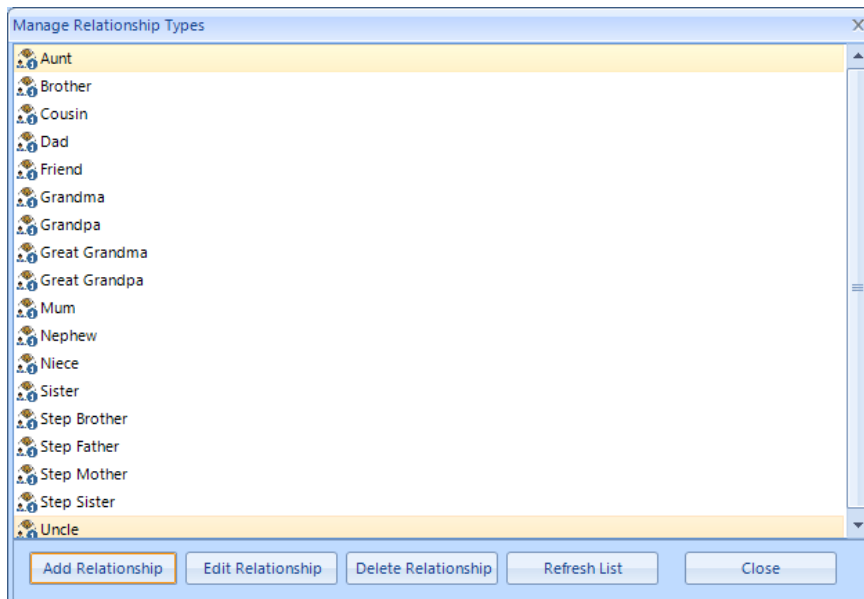 Manage Relationship Types
Aunt
Brother
Cousin
Dad
Friend
Grandma
Grandpa
Great Grandma
Great Grandpa
Mum
Nephew
Niece
Sister
Step Brother
Step Father
Step Mother
Step Sister
Uncle
Add Relationship Edit Relationship Delete Relationship Refresh List Close